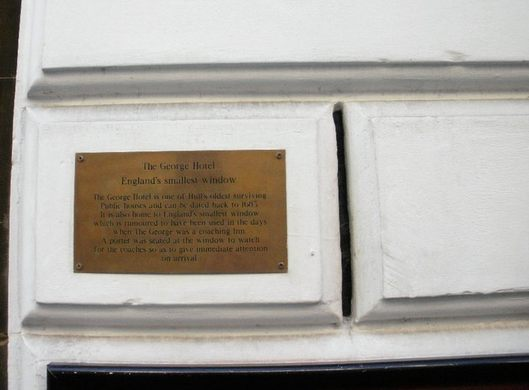 The George Hotel
England's smallest window
The George Hotel is one of Hull's oldest surviving
Public houses and can be dated back to 1683.
It is also home to England's smallest window
which is rumoured to have been used in the days
when The George was a coaching Inn.
A porter was seated at the window to watch
for the coaches so as to give immediate attention
on arrival